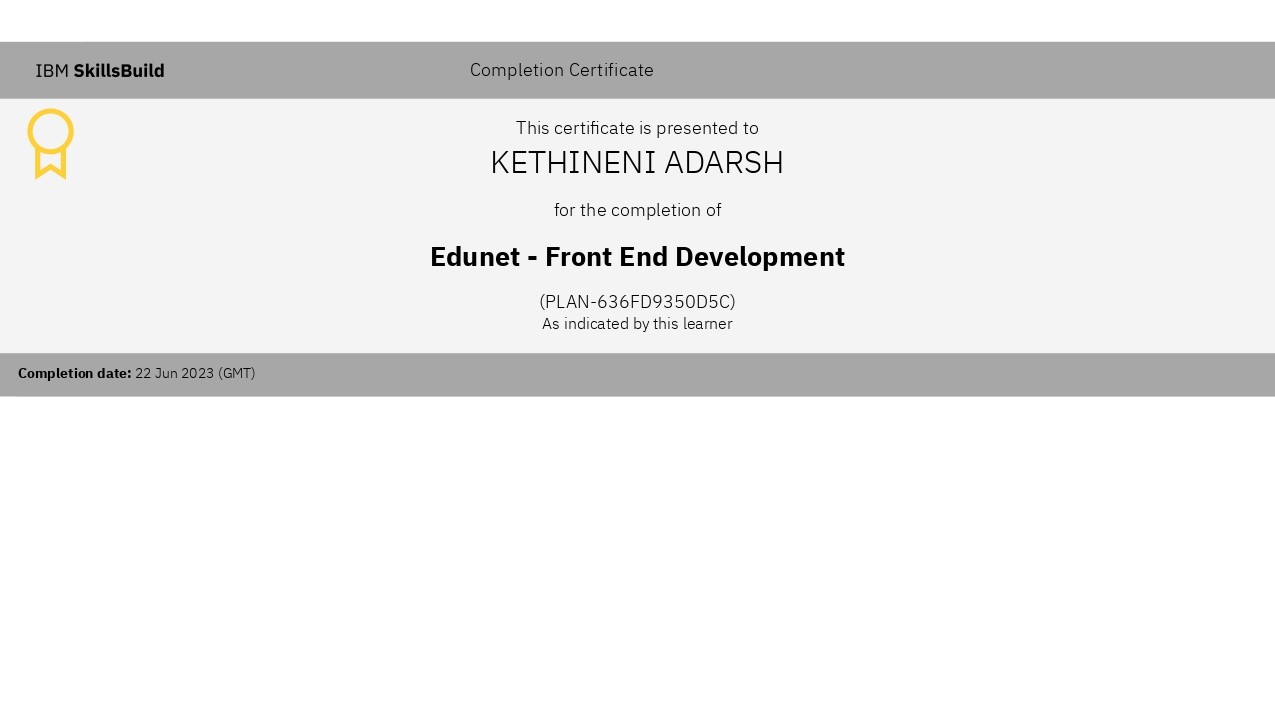 IBM SkillsBuild
Completion Certificate
This certificate is presented to
KETHINENI ADARSH
for the completion of
Edunet - Front End Development
(PLAN-636FD9350D5C)
As indicated by this learner
Completion date: 22 Jun 2023 (GMT)